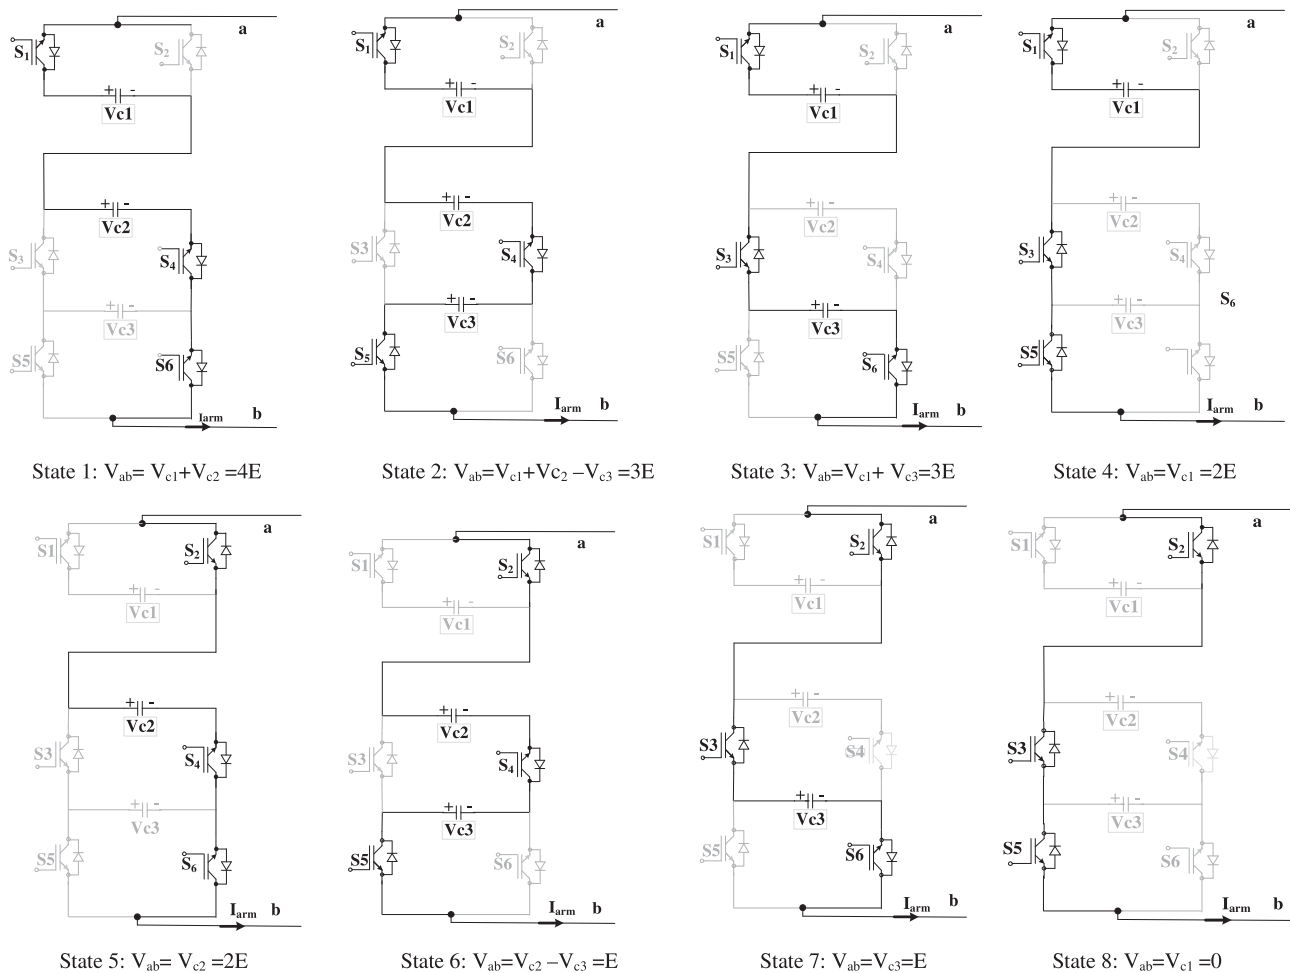 a
S1
S2
+ -
Vc1
+ -
Vc2
S3
S4
+ -
Vc3
S5
S6
Iarm b
State 1: Vab= Vc1+Vc2 =4E
a
S1
S2
+ -
Vc1
+ -
Vc2
S3
S4
+ -
Vc3
S5
S6
Iarm b
State 2: Vab=Vc1+Vc2 –Vc3 =3E
a
S1
S2
+ -
Vc1
+ -
Vc2
S3
S4
+ -
Vc3
S5
S6
Iarm b
State 3: Vab=Vc1+ Vc3=3E
a
S1
S2
+ -
Vc1
+ -
Vc2
S3
S4
+ -
S6
Vc3
S5
Iarm b
State 4: Vab=Vc1 =2E
a
S1
S2
+ -
Vc1
+ -
Vc2
S3
S4
+ -
Vc3
S5
S6
Iarm b
State 5: Vab= Vc2 =2E
a
S1
S2
+ -
Vc1
+ -
Vc2
S3
S4
+ -
Vc3
S5
S6
Iarm b
State 6: Vab=Vc2 –Vc3 =E
a
S1
S2
+ -
Vc1
+ -
Vc2
S3
S4
+ -
Vc3
S5
S6
Iarm b
State 7: Vab=Vc3=E
a
S1
S2
+ -
Vc1
+ -
Vc2
S3
S4
+ -
Vc3
S5
S6
Iarm b
State 8: Vab=Vc1 =0